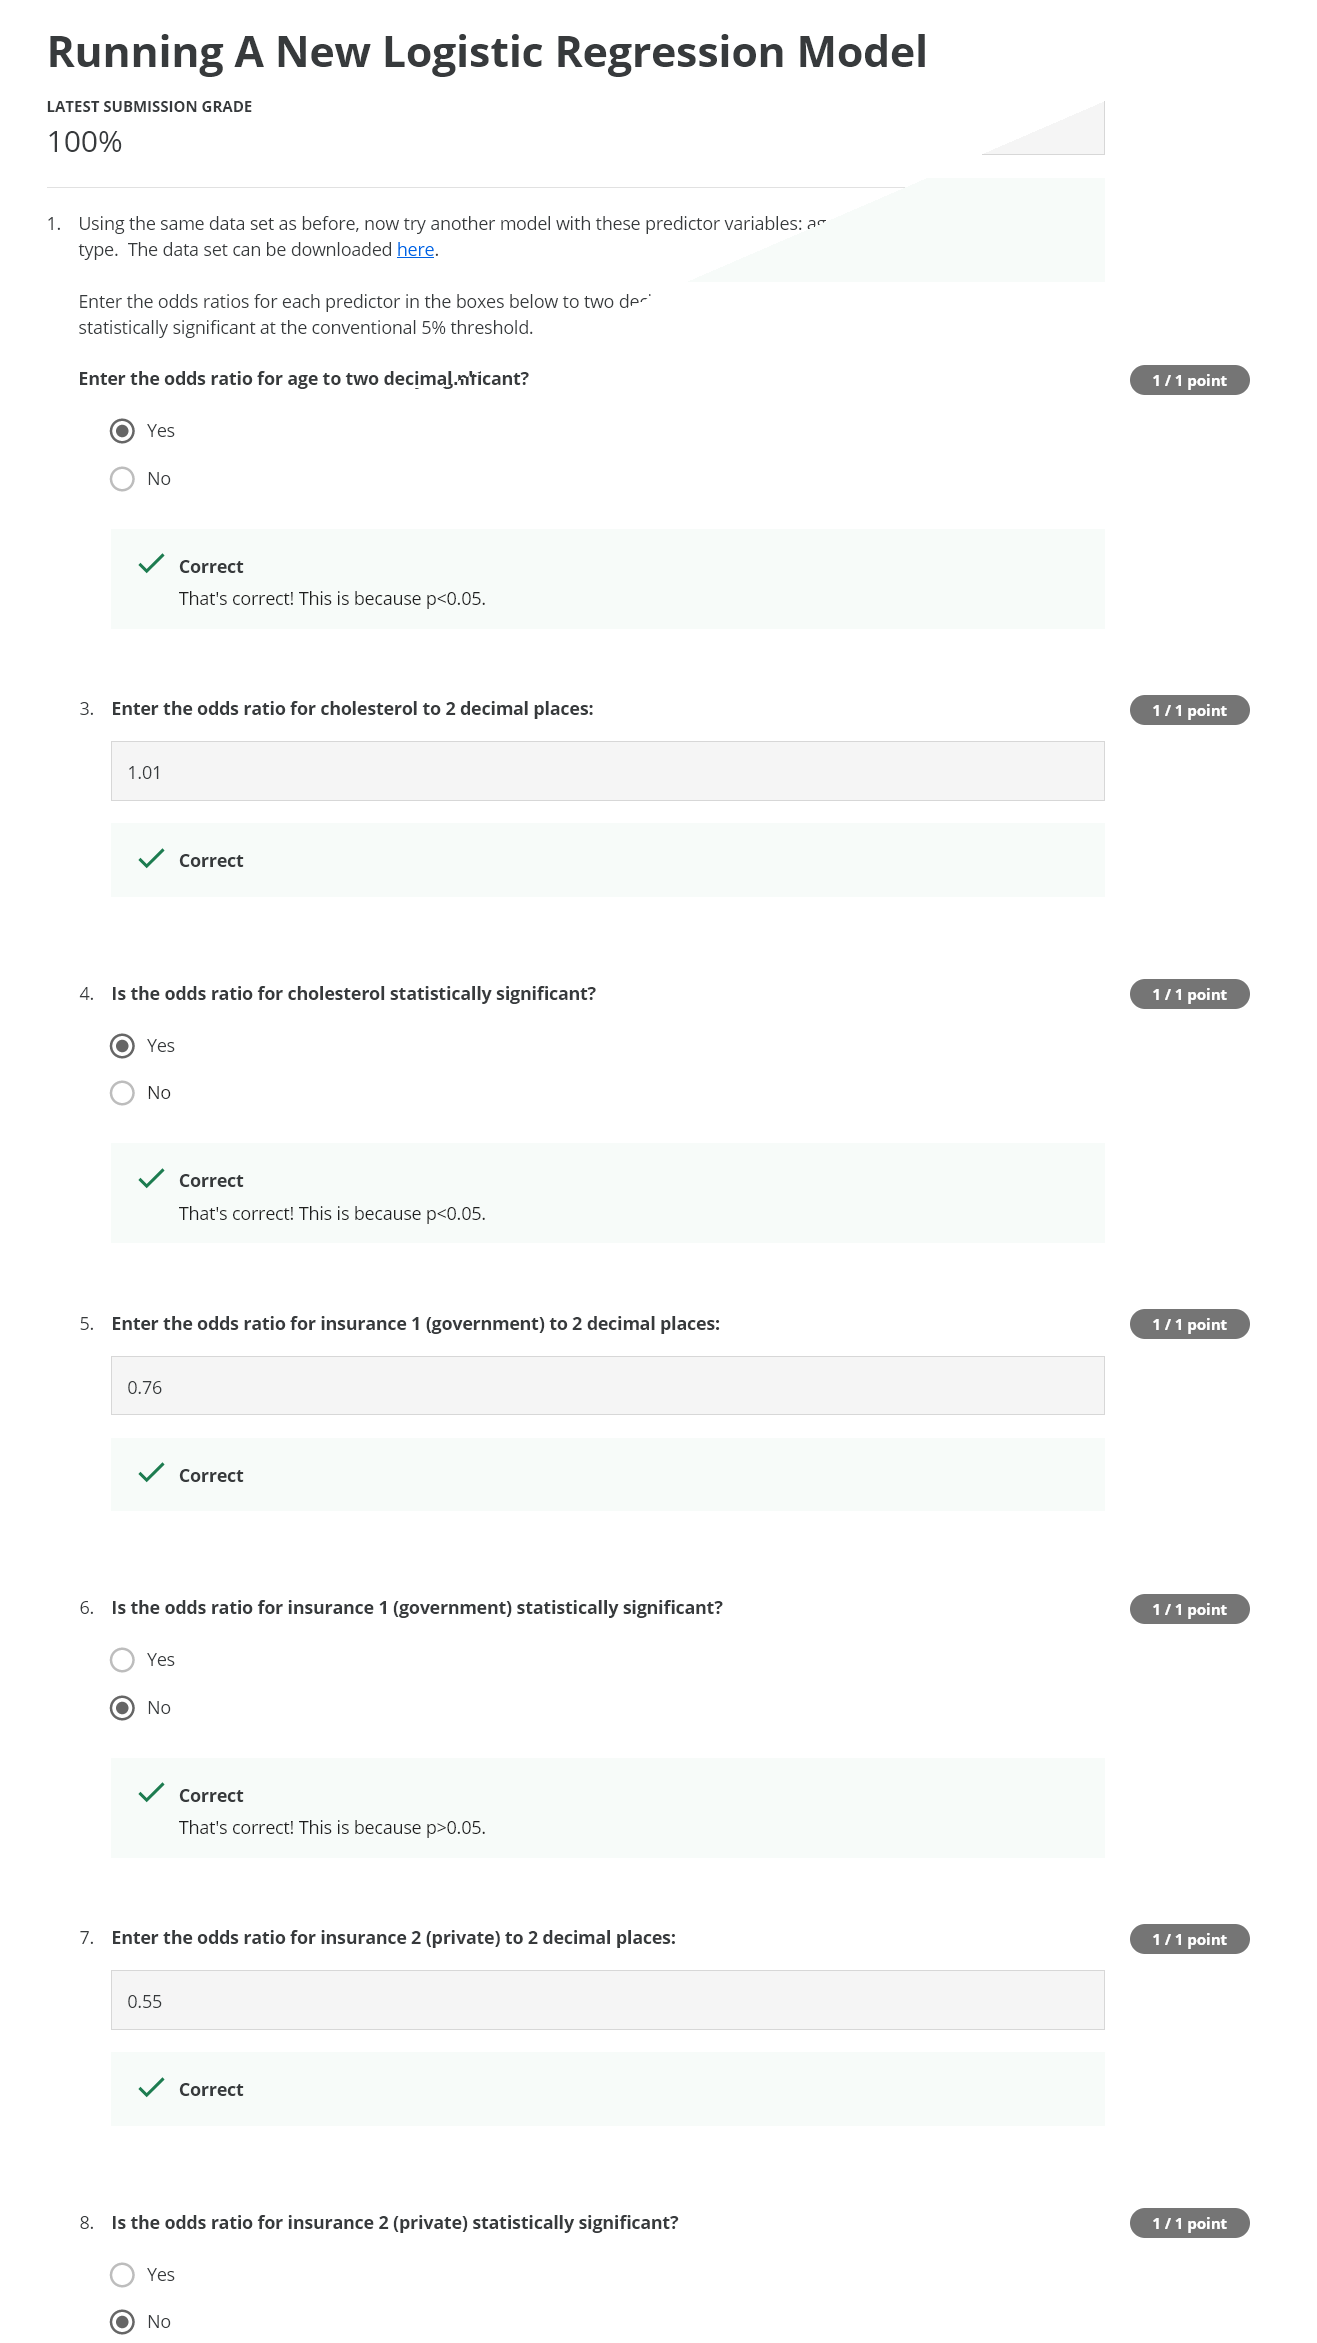 Running A New Logistic Regression Model
LATEST SUBMISSION GRADE
100%
1. Using the same data set as before, now try another model with these predictor variables:
type.  The data set can be downloaded here.
Enter the odds ratios for each predictor in the boxes below to two
statistically significant at the conventional 5% threshold.
Enter the odds ratio for age to two
1 / 1 point
Yes
No
Correct
That's correct! This is because p<0.05.
3. Enter the odds ratio for cholesterol to 2 decimal places:
1 / 1 point
1.01
Correct
4. Is the odds ratio for cholesterol statistically significant?
1 / 1 point
Yes
No
Correct
That's correct! This is because p<0.05.
5. Enter the odds ratio for insurance 1 (government) to 2 decimal places:
1 / 1 point
0.76
Correct
6. Is the odds ratio for insurance 1 (government) statistically significant?
1 / 1 point
Yes
No
Correct
That's correct! This is because p>0.05.
7. Enter the odds ratio for insurance 2 (private) to 2 decimal places:
1 / 1 point
0.55
Correct
8. Is the odds ratio for insurance 2 (private) statistically significant?
1 / 1 point
Yes
No